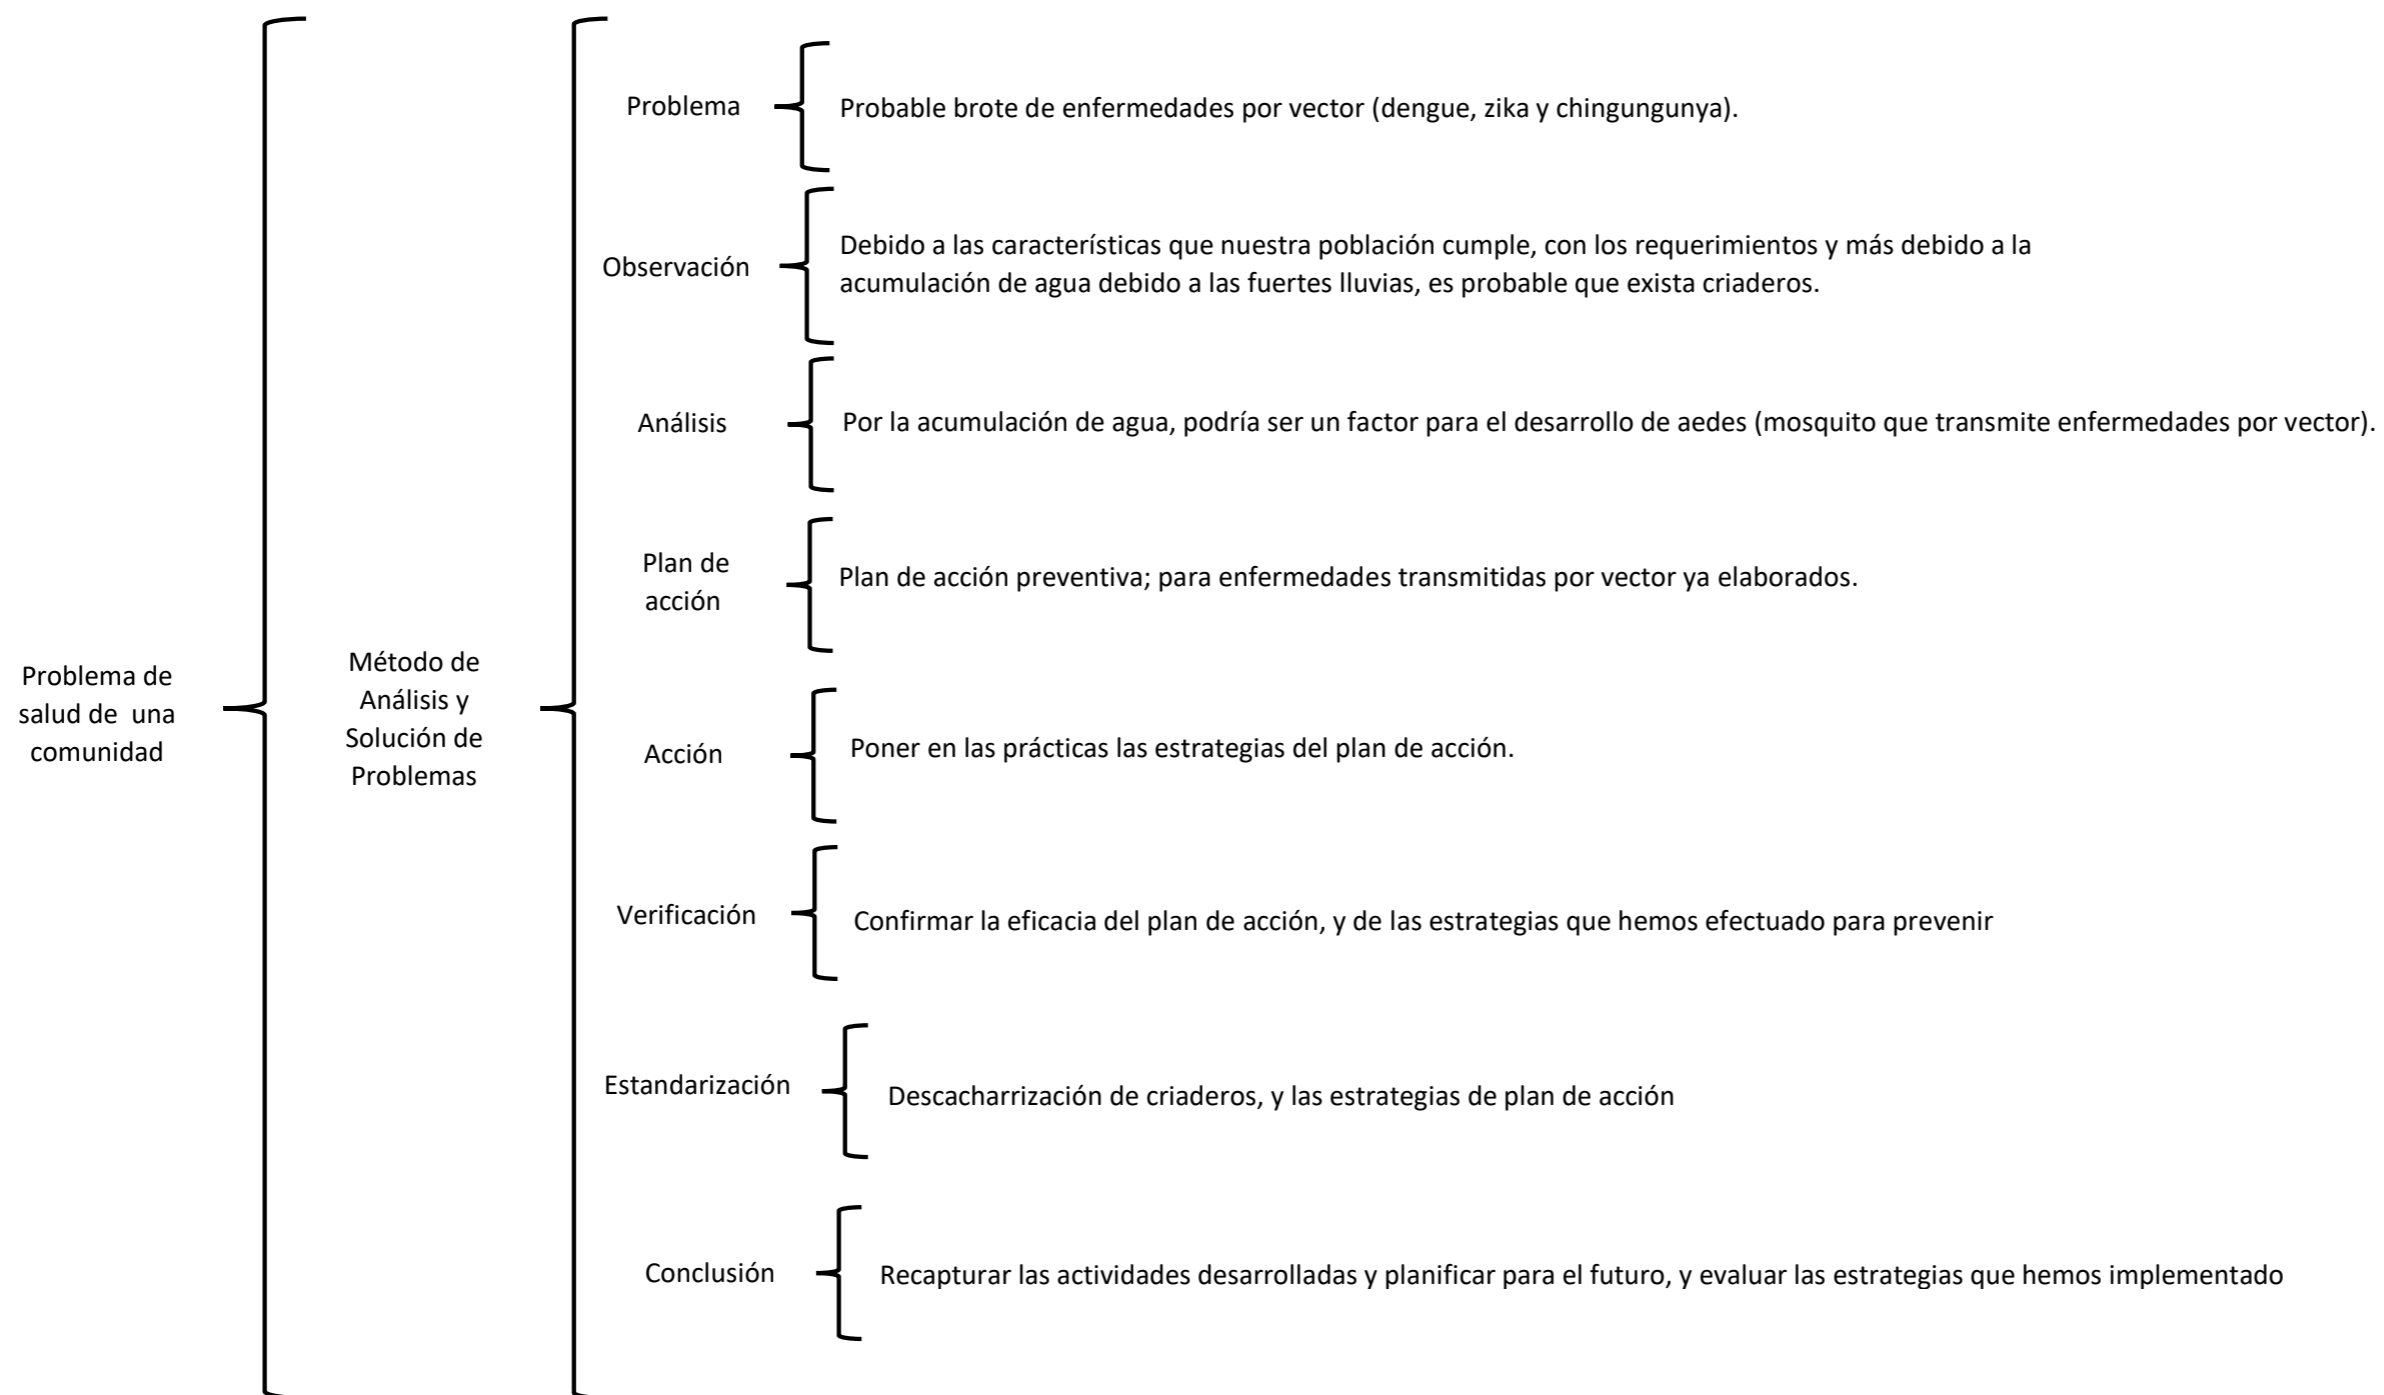 Problema de
salud de una
comunidad
Método de
Análisis y
Solución de
Problemas
Problema
Probable brote de enfermedades por vector (dengue, zika y chingungunya).
Observación
Debido a las características que nuestra población cumple, con los requerimientos y más debido a la
acumulación de agua debido a las fuertes lluvias, es probable que exista criaderos.
Análisis
Por la acumulación de agua, podría ser un factor para el desarrollo de aedes (mosquito que transmite enfermedades por vector).
Plan de
acción
Plan de acción preventiva; para enfermedades transmitidas por vector ya elaborados.
Acción
Poner en las prácticas las estrategias del plan de acción.
Verificación
Confirmar la eficacia del plan de acción, y de las estrategias que hemos efectuado para prevenir
Estandarización
Descacharrización de criaderos, y las estrategias de plan de acción
Conclusión
Recapturar las actividades desarrolladas y planificar para el futuro, y evaluar las estrategias que hemos implementado